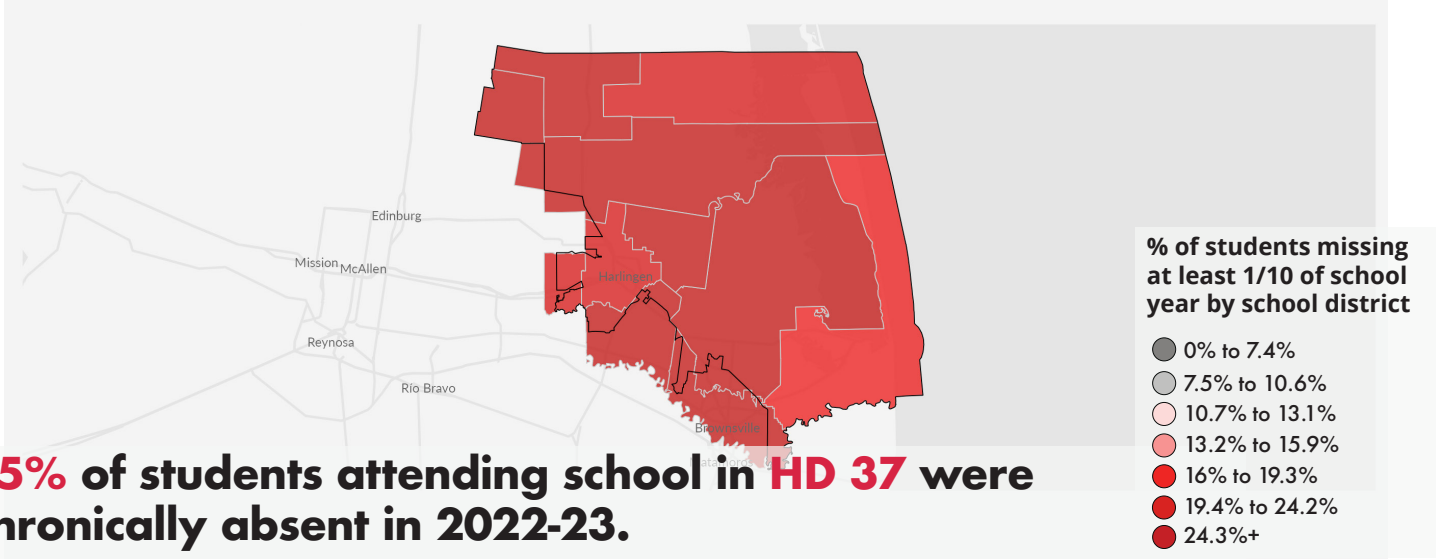 Edinburg
Mission
McAllen
Harlingen
Reynosa
Río Bravo
Brownsville
% of students missing
at least 1/10 of school
year by school district
0% to 7.4%
7.5% to 10.6%
10.7% to 13.1%
13.2% to 15.9%
16% to 19.3%
19.4% to 24.2%
24.3%+
5% of students attending school in HD 37 were
hronically absent in 2022-23.